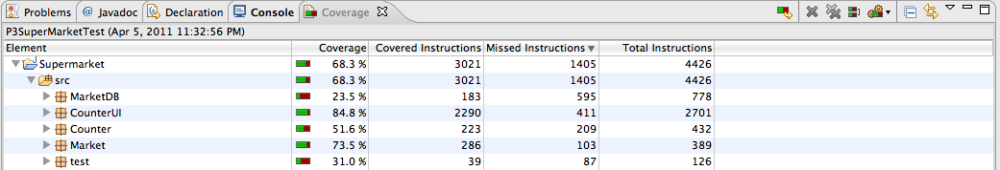 Problems @ Javadoc Declaration Console Coverage
P3SuperMarketTest (Apr 5, 2011 11:32:56 PM)
Element Coverage Covered Instructions Missed Instructions Total Instructions
Supermarket 68.3 % 3021 1405 4426
src 68.3 % 3021 1405 4426
MarketDB 23.5 % 183 595 778
CounterUI 84.8 % 2290 411 2701
Counter 51.6 % 223 209 432
Market 73.5 % 286 103 389
test 31.0 % 39 87 126